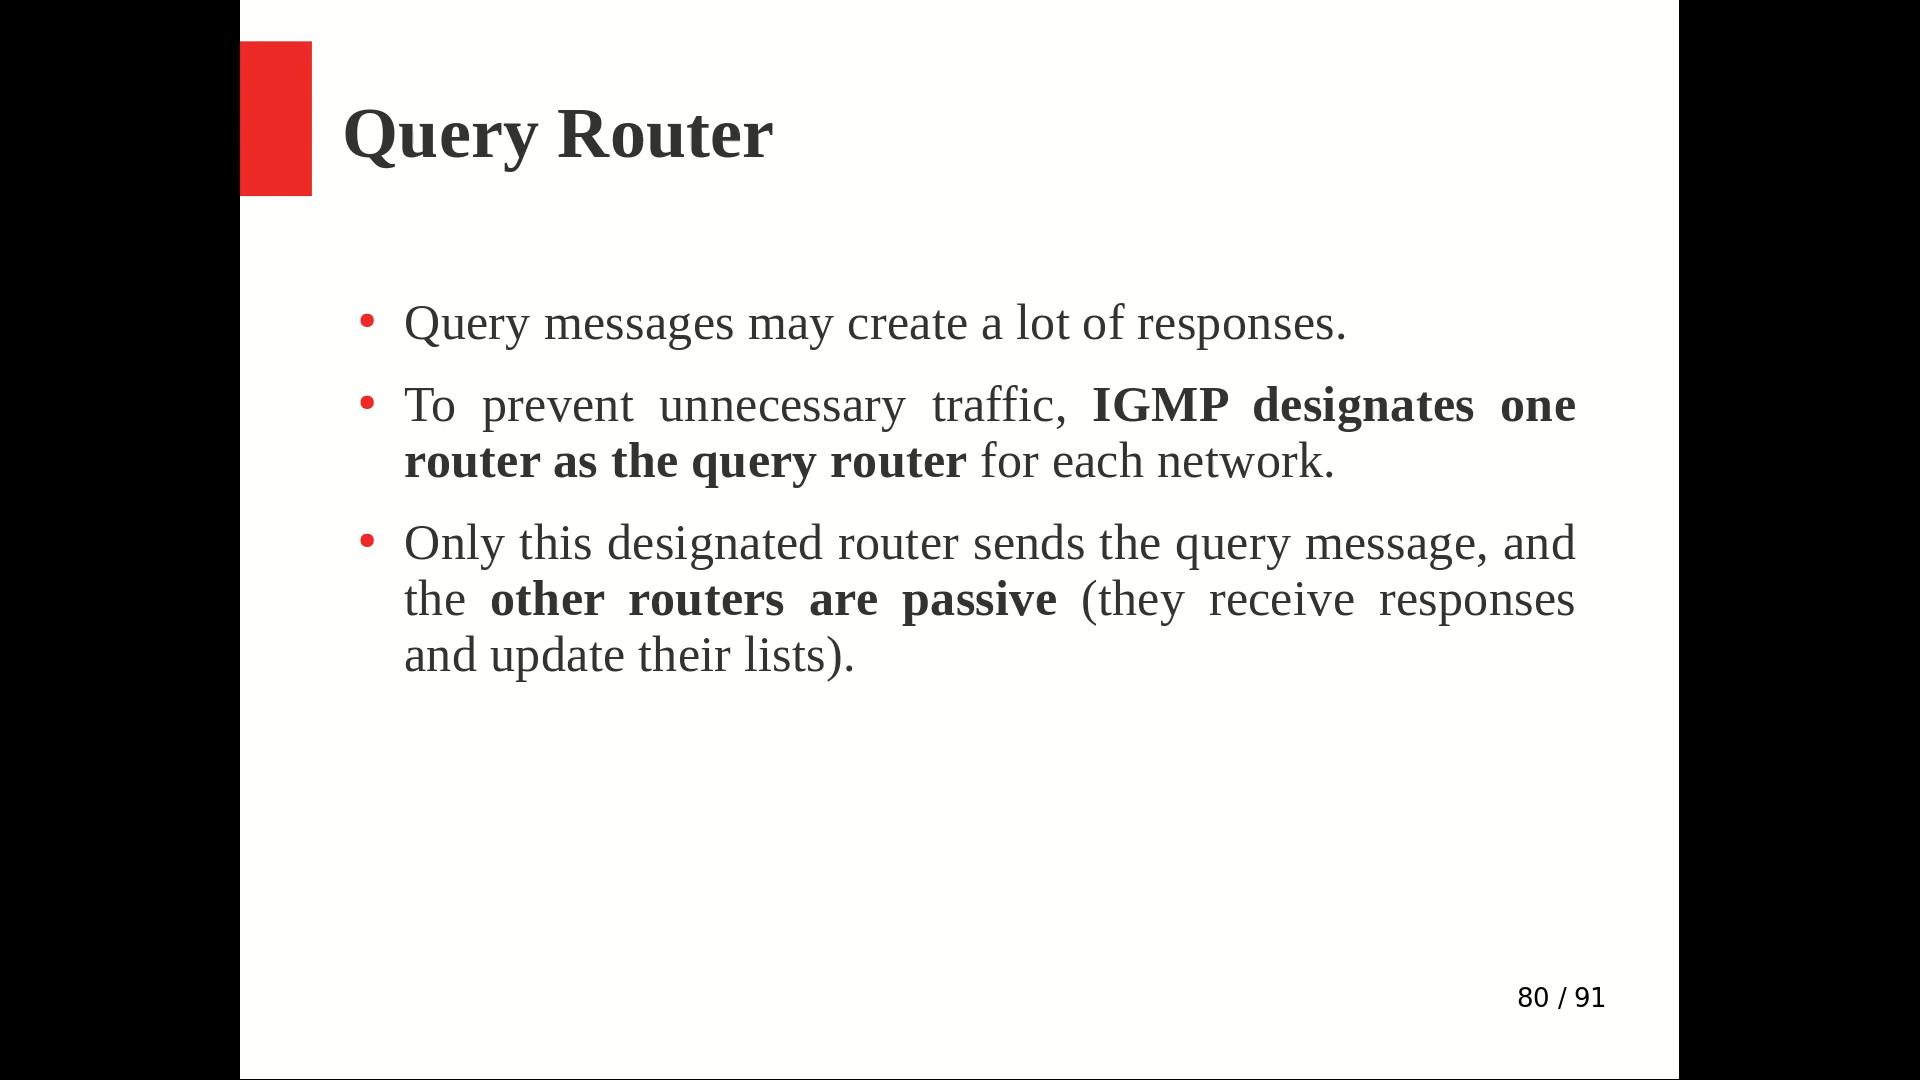 Query Router
• Query messages may create a lot of responses.
• To prevent unnecessary traffic, IGMP designates one
router as the query router for each network.
• Only this designated router sends the query message, and
the other routers are passive (they receive responses
and update their lists).
80 / 91